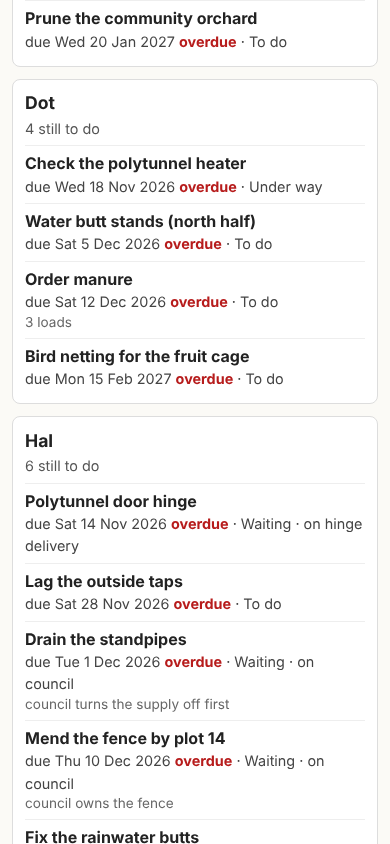 Prune the community orchard
due Wed 20 Jan 2027 overdue · To do
Dot
4 still to do
Check the polytunnel heater
due Wed 18 Nov 2026 overdue · Under way
Water butt stands (north half)
due Sat 5 Dec 2026 overdue · To do
Order manure
due Sat 12 Dec 2026 overdue · To do
3 loads
Bird netting for the fruit cage
due Mon 15 Feb 2027 overdue · To do
Hal
6 still to do
Polytunnel door hinge
due Sat 14 Nov 2026 overdue · Waiting · on hinge
delivery
Lag the outside taps
due Sat 28 Nov 2026 overdue · To do
Drain the standpipes
due Tue 1 Dec 2026 overdue · Waiting · on
council
council turns the supply off first
Mend the fence by plot 14
due Thu 10 Dec 2026 overdue · Waiting · on
council
council owns the fence
Fix the rainwater butts